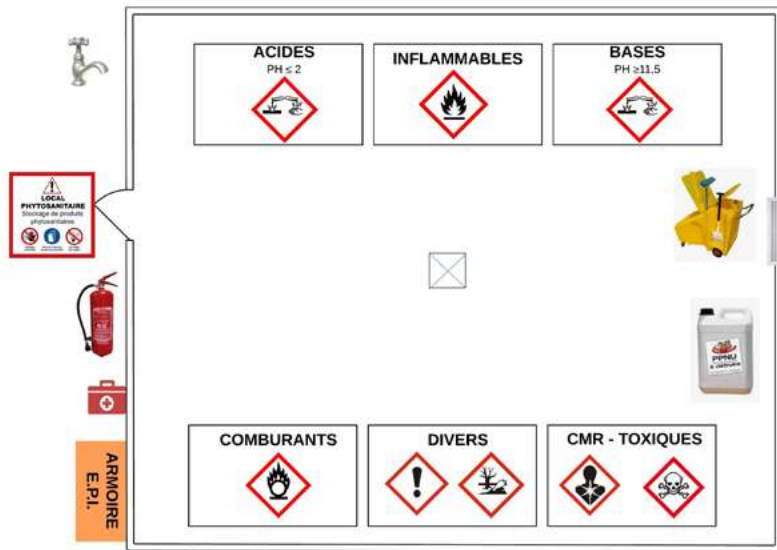 ACIDES
PH ≤ 2
INFLAMMABLES
BASES
PH ≥11,5
LOCAL
PHYTOSANITAIRE
Stockage de produits
phytosanitaires
PPNU
COMBURANTS
DIVERS
CMR - TOXIQUES
ARMOIRE
E.P.I.